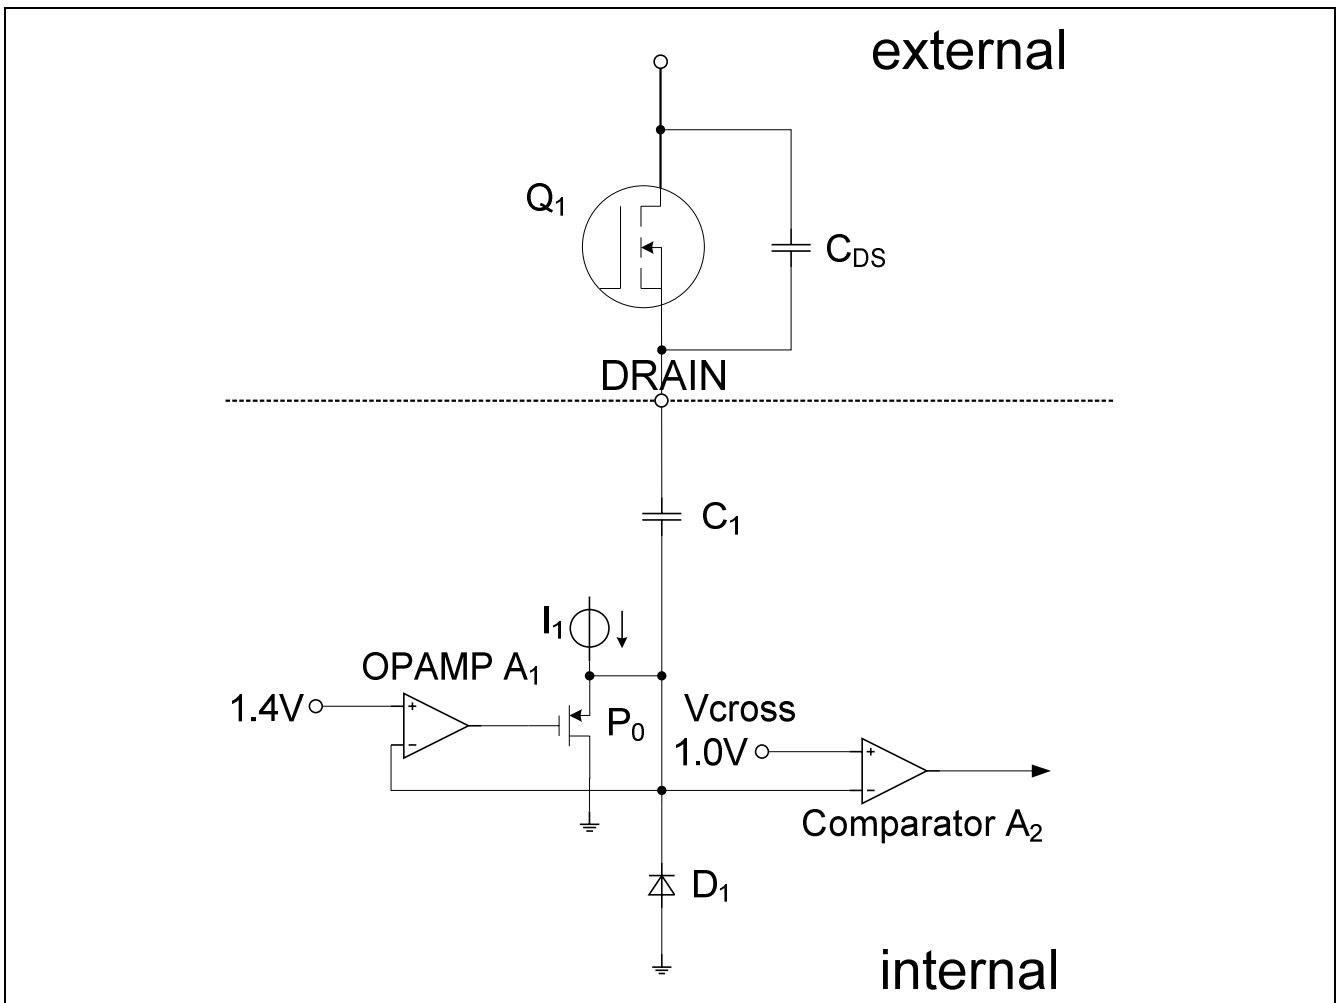 external
Q1
CDS
DRAIN
C1
I1
OPAMP A1
1.4V
+
-
P0
Vcross
1.0V
+
-
Comparator A2
D1
internal